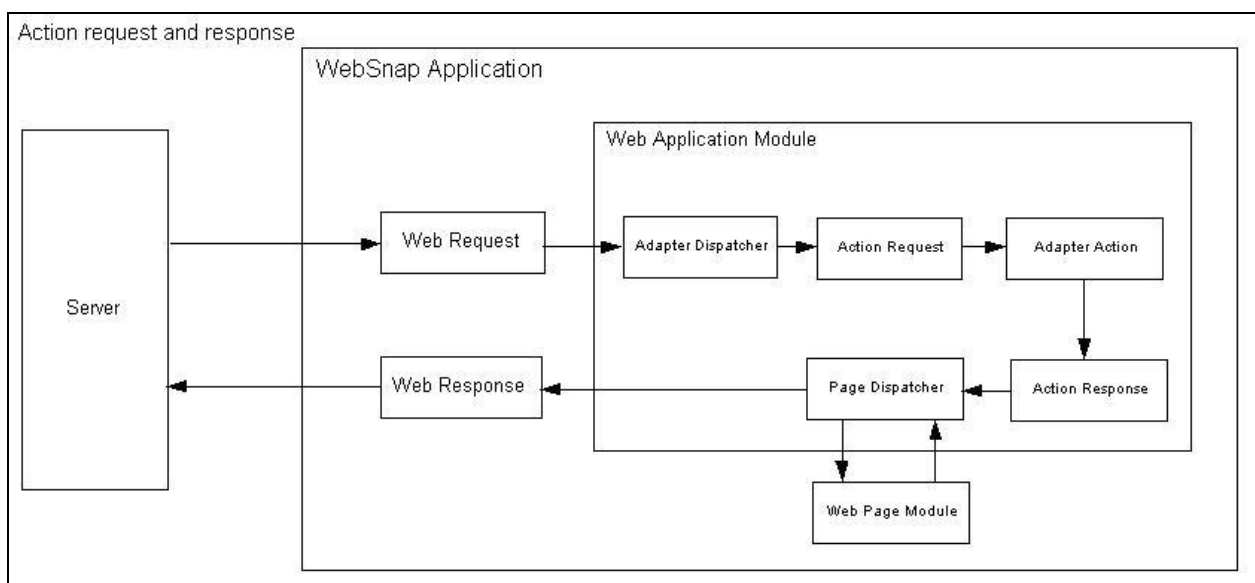 Action request and response
WebSnap Application
Web Application Module
Web Request
Adapter Dispatcher
Action Request
Adapter Action
Server
Web Response
Page Dispatcher
Action Response
Web Page Module